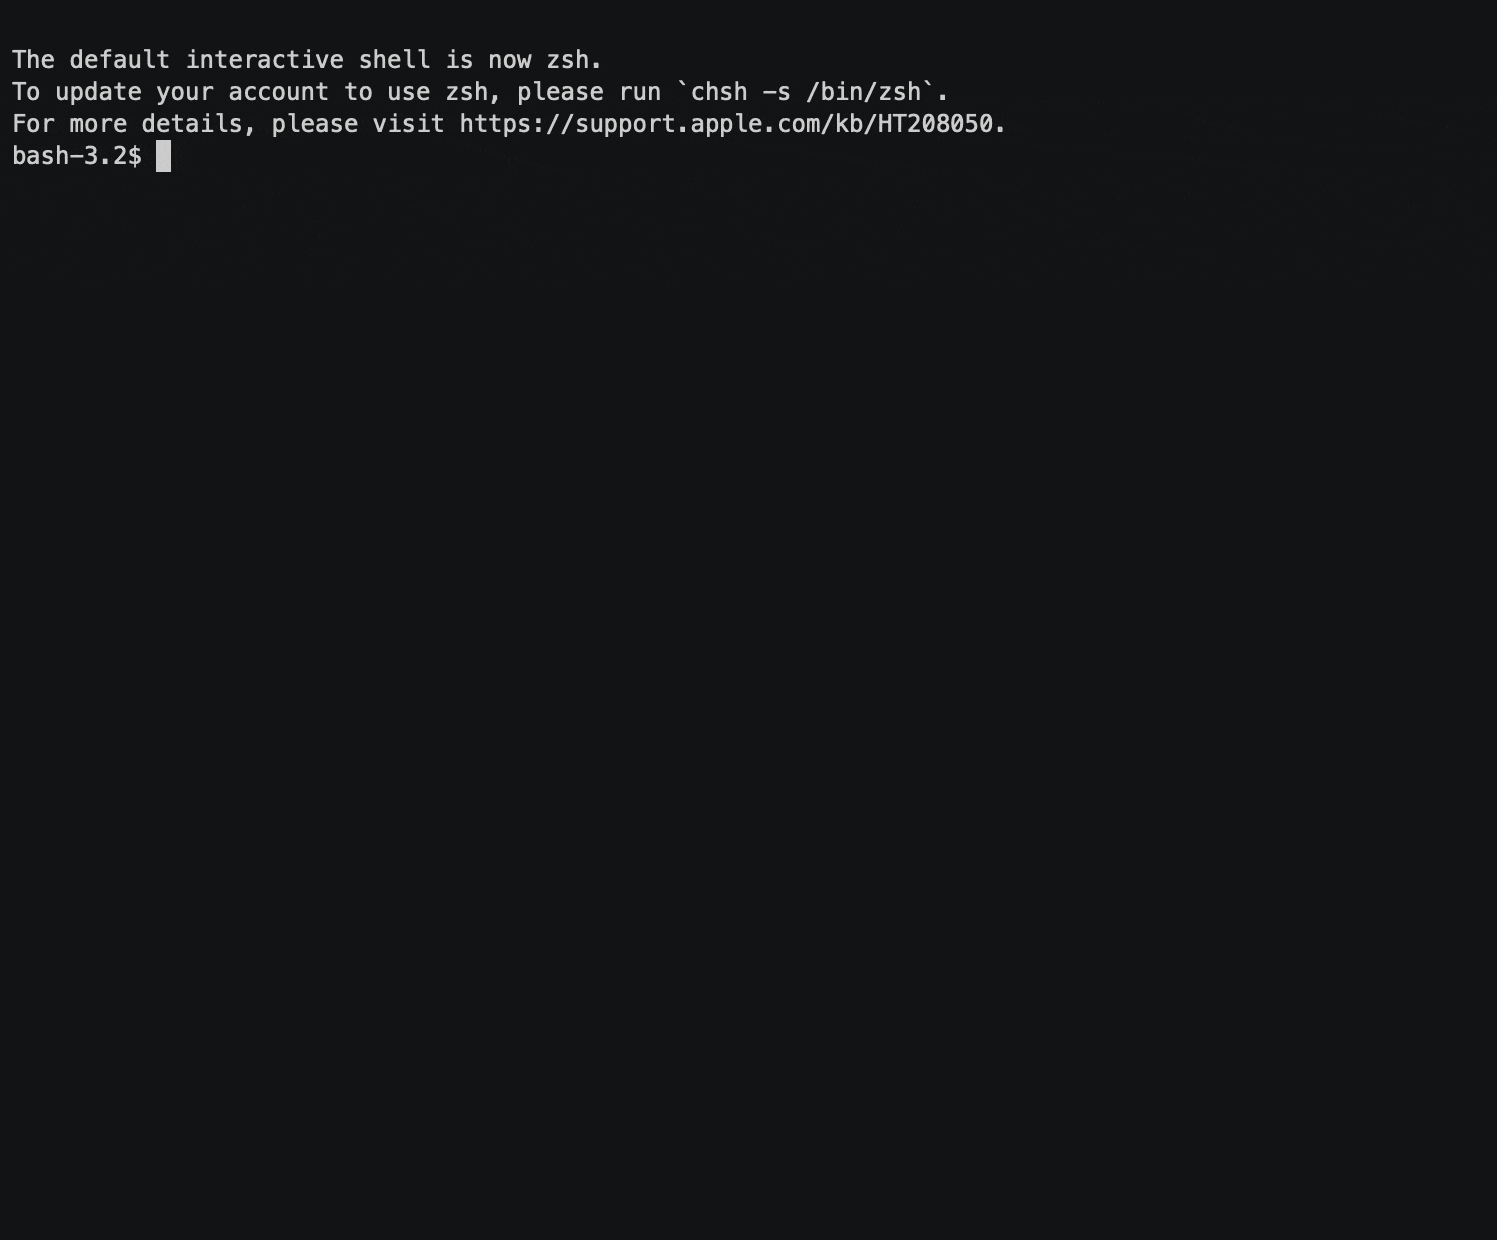 The default interactive shell is now zsh.
To update your account to use zsh, please run `chsh -s /bin/zsh`.
For more details, please visit https://support.apple.com/kb/HT208050.
bash-3.2$